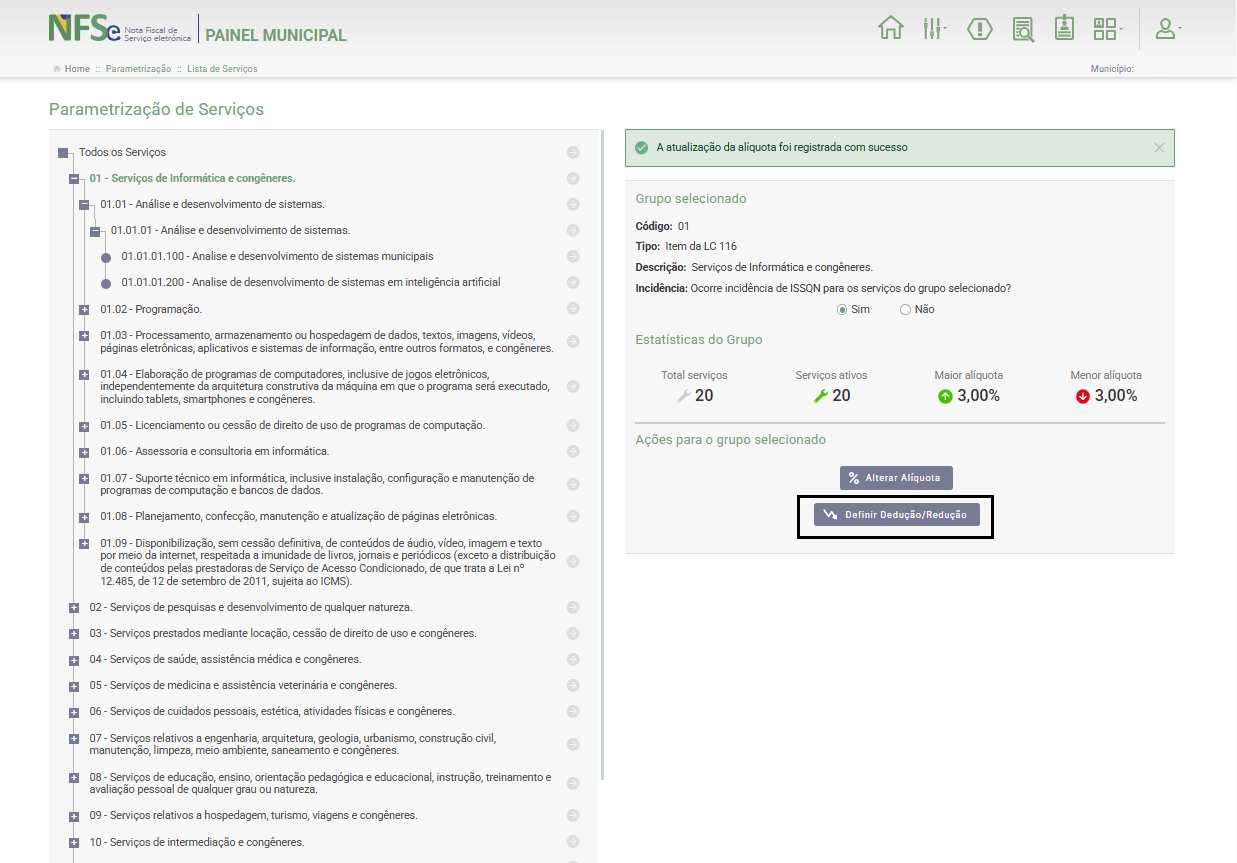 NFSe Nota Fiscal de
Serviço eletrônica
PAINEL MUNICIPAL
Home :: Parametrização :: Lista de Serviços
Município:
Parametrização de Serviços
Todos os Serviços
01 - Serviços de Informática e congêneres.
01.01 - Análise e desenvolvimento de sistemas.
01.01.01 - Análise e desenvolvimento de sistemas.
01.01.01.100 - Analise e desenvolvimento de sistemas municipais
01.01.01.200 - Analise de desenvolvimento de sistemas em inteligência artificial
01.02 - Programação.
01.03 - Processamento, armazenamento ou hospedagem de dados, textos, imagens, vídeos,
páginas eletrônicas, aplicativos e sistemas de informação, entre outros formatos, e congêneres.
01.04 - Elaboração de programas de computadores, inclusive de jogos eletrônicos,
independentemente da arquitetura construtiva da máquina em que o programa será executado,
incluindo tablets, smartphones e congêneres.
01.05 - Licenciamento ou cessão de direito de uso de programas de computação.
01.06 - Assessoria e consultoria em informática.
01.07 - Suporte técnico em informática, inclusive instalação, configuração e manutenção de
programas de computação e bancos de dados.
01.08 - Planejamento, confecção, manutenção e atualização de páginas eletrônicas.
01.09 - Disponibilização, sem cessão definitiva, de conteúdos de áudio, vídeo, imagem e texto
por meio da internet, respeitada a imunidade de livros, jornais e periódicos (exceto a distribuição
de conteúdos pelas prestadoras de Serviço de Acesso Condicionado, de que trata a Lei nº
12.485, de 12 de setembro de 2011, sujeita ao ICMS).
02 - Serviços de pesquisas e desenvolvimento de qualquer natureza.
03 - Serviços prestados mediante locação, cessão de direito de uso e congêneres.
04 - Serviços de saúde, assistência médica e congêneres.
05 - Serviços de medicina e assistência veterinária e congêneres.
06 - Serviços de cuidados pessoais, estética, atividades físicas e congêneres.
07 - Serviços relativos a engenharia, arquitetura, geologia, urbanismo, construção civil,
manutenção, limpeza, meio ambiente, saneamento e congêneres.
08 - Serviços de educação, ensino, orientação pedagógica e educacional, instrução, treinamento e
avaliação pessoal de qualquer grau ou natureza.
09 - Serviços relativos a hospedagem, turismo, viagens e congêneres.
10 - Serviços de intermediação e congêneres.
A atualização da alíquota foi registrada com sucesso
Grupo selecionado
Código: 01
Tipo: Item da LC 116
Descrição: Serviços de Informática e congêneres.
Incidência: Ocorre incidência de ISSQN para os serviços do grupo selecionado?
Sim Não
Estatísticas do Grupo
Total serviços Serviços ativos Maior alíquota Menor alíquota
20 20 3,00% 3,00%
Ações para o grupo selecionado
Alterar Alíquota
Definir Dedução/Redução